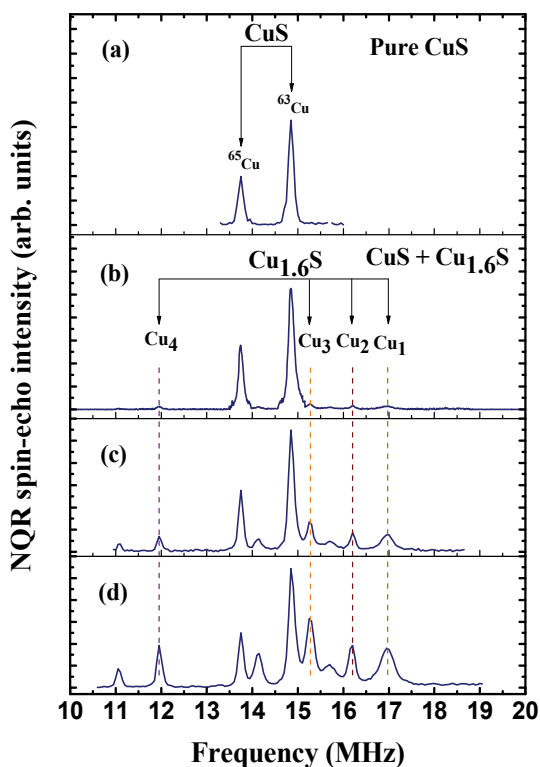 NQR spin-echo intensity (arb. units)
(a)
CuS
Pure CuS
⁶⁵Cu
⁶³Cu
(b)
Cu₁.₆S
CuS + Cu₁.₆S
Cu₄
Cu₃
Cu₂
Cu₁
(c)
(d)
10 11 12 13 14 15 16 17 18 19 20
Frequency (MHz)